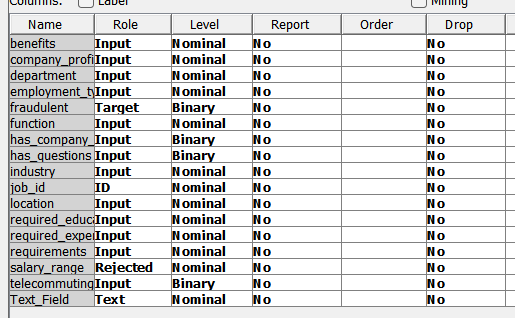 Columns: Label Mining
Name Role Level Report Order Drop
benefits Input Nominal No No
company_profi Input Nominal No No
department Input Nominal No No
employment_ty Input Nominal No No
fraudulent Target Binary No No
function Input Nominal No No
has_company_ Input Binary No No
has_questions Input Binary No No
industry Input Nominal No No
job_id ID Nominal No No
location Input Nominal No No
required_educa Input Nominal No No
required_exper Input Nominal No No
requirements Input Nominal No No
salary_range Rejected Nominal No No
telecommuting Input Binary No No
Text_Field Text Nominal No No